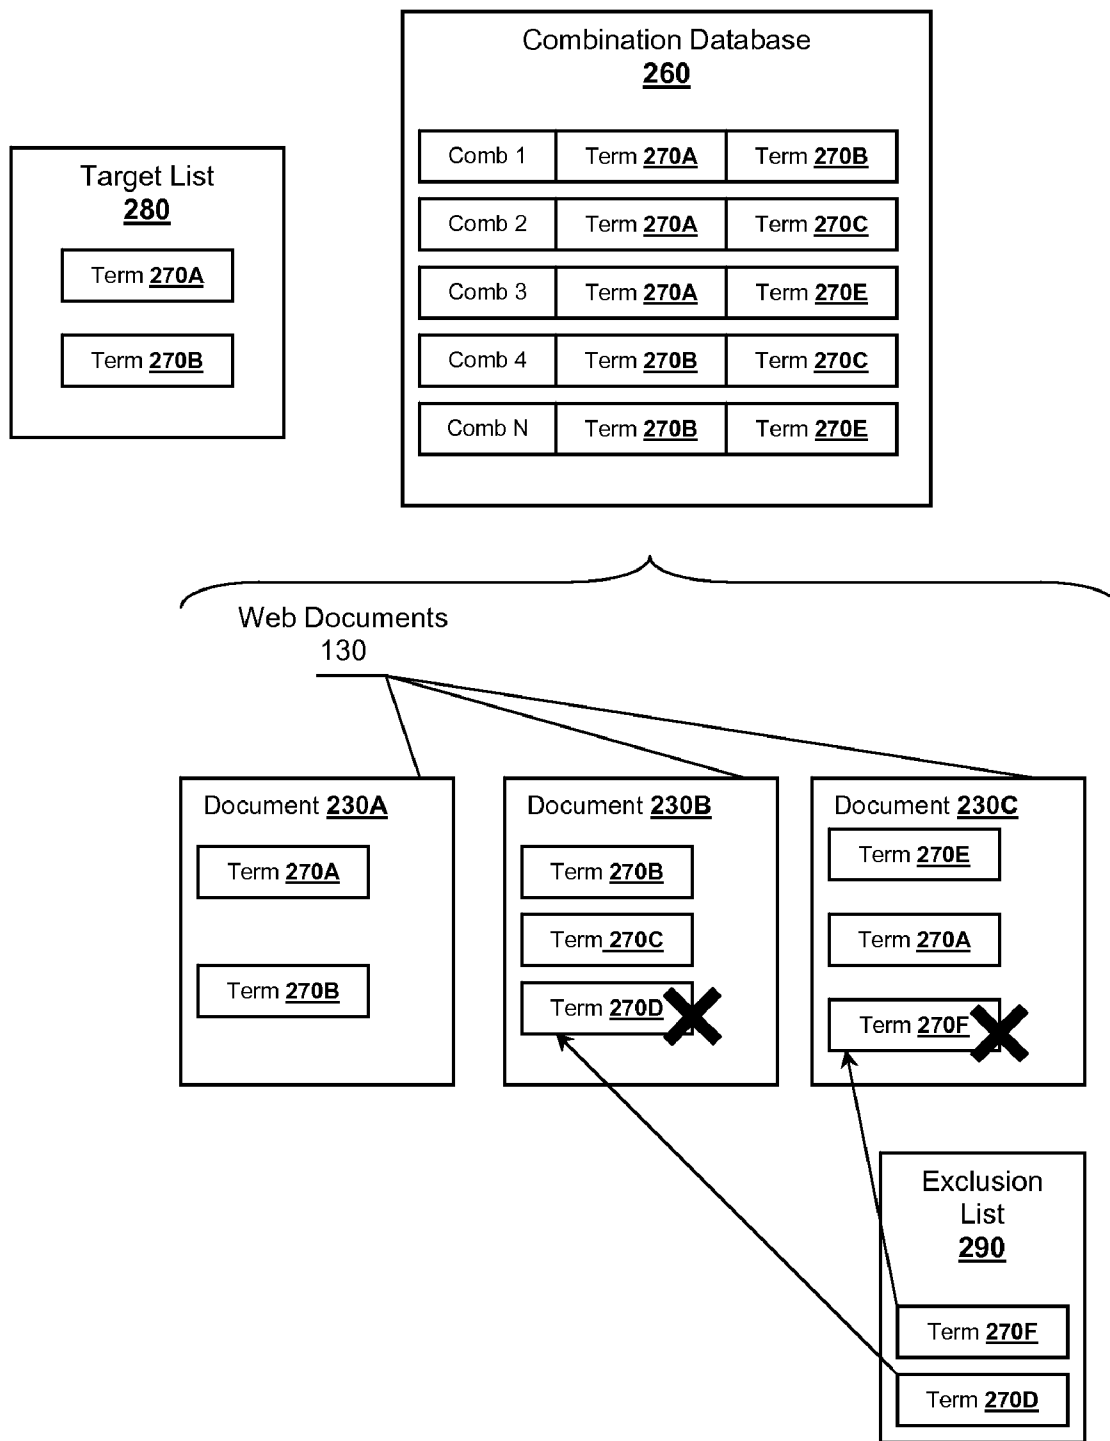 Combination Database
260
Comb 1 Term 270A Term 270B
Comb 2 Term 270A Term 270C
Comb 3 Term 270A Term 270E
Comb 4 Term 270B Term 270C
Comb N Term 270B Term 270E
Target List
280
Term 270A
Term 270B
Web Documents
130
Document 230A
Term 270A
Term 270B
Document 230B
Term 270B
Term 270C
Term 270D
Document 230C
Term 270E
Term 270A
Term 270F
Exclusion
List
290
Term 270F
Term 270D